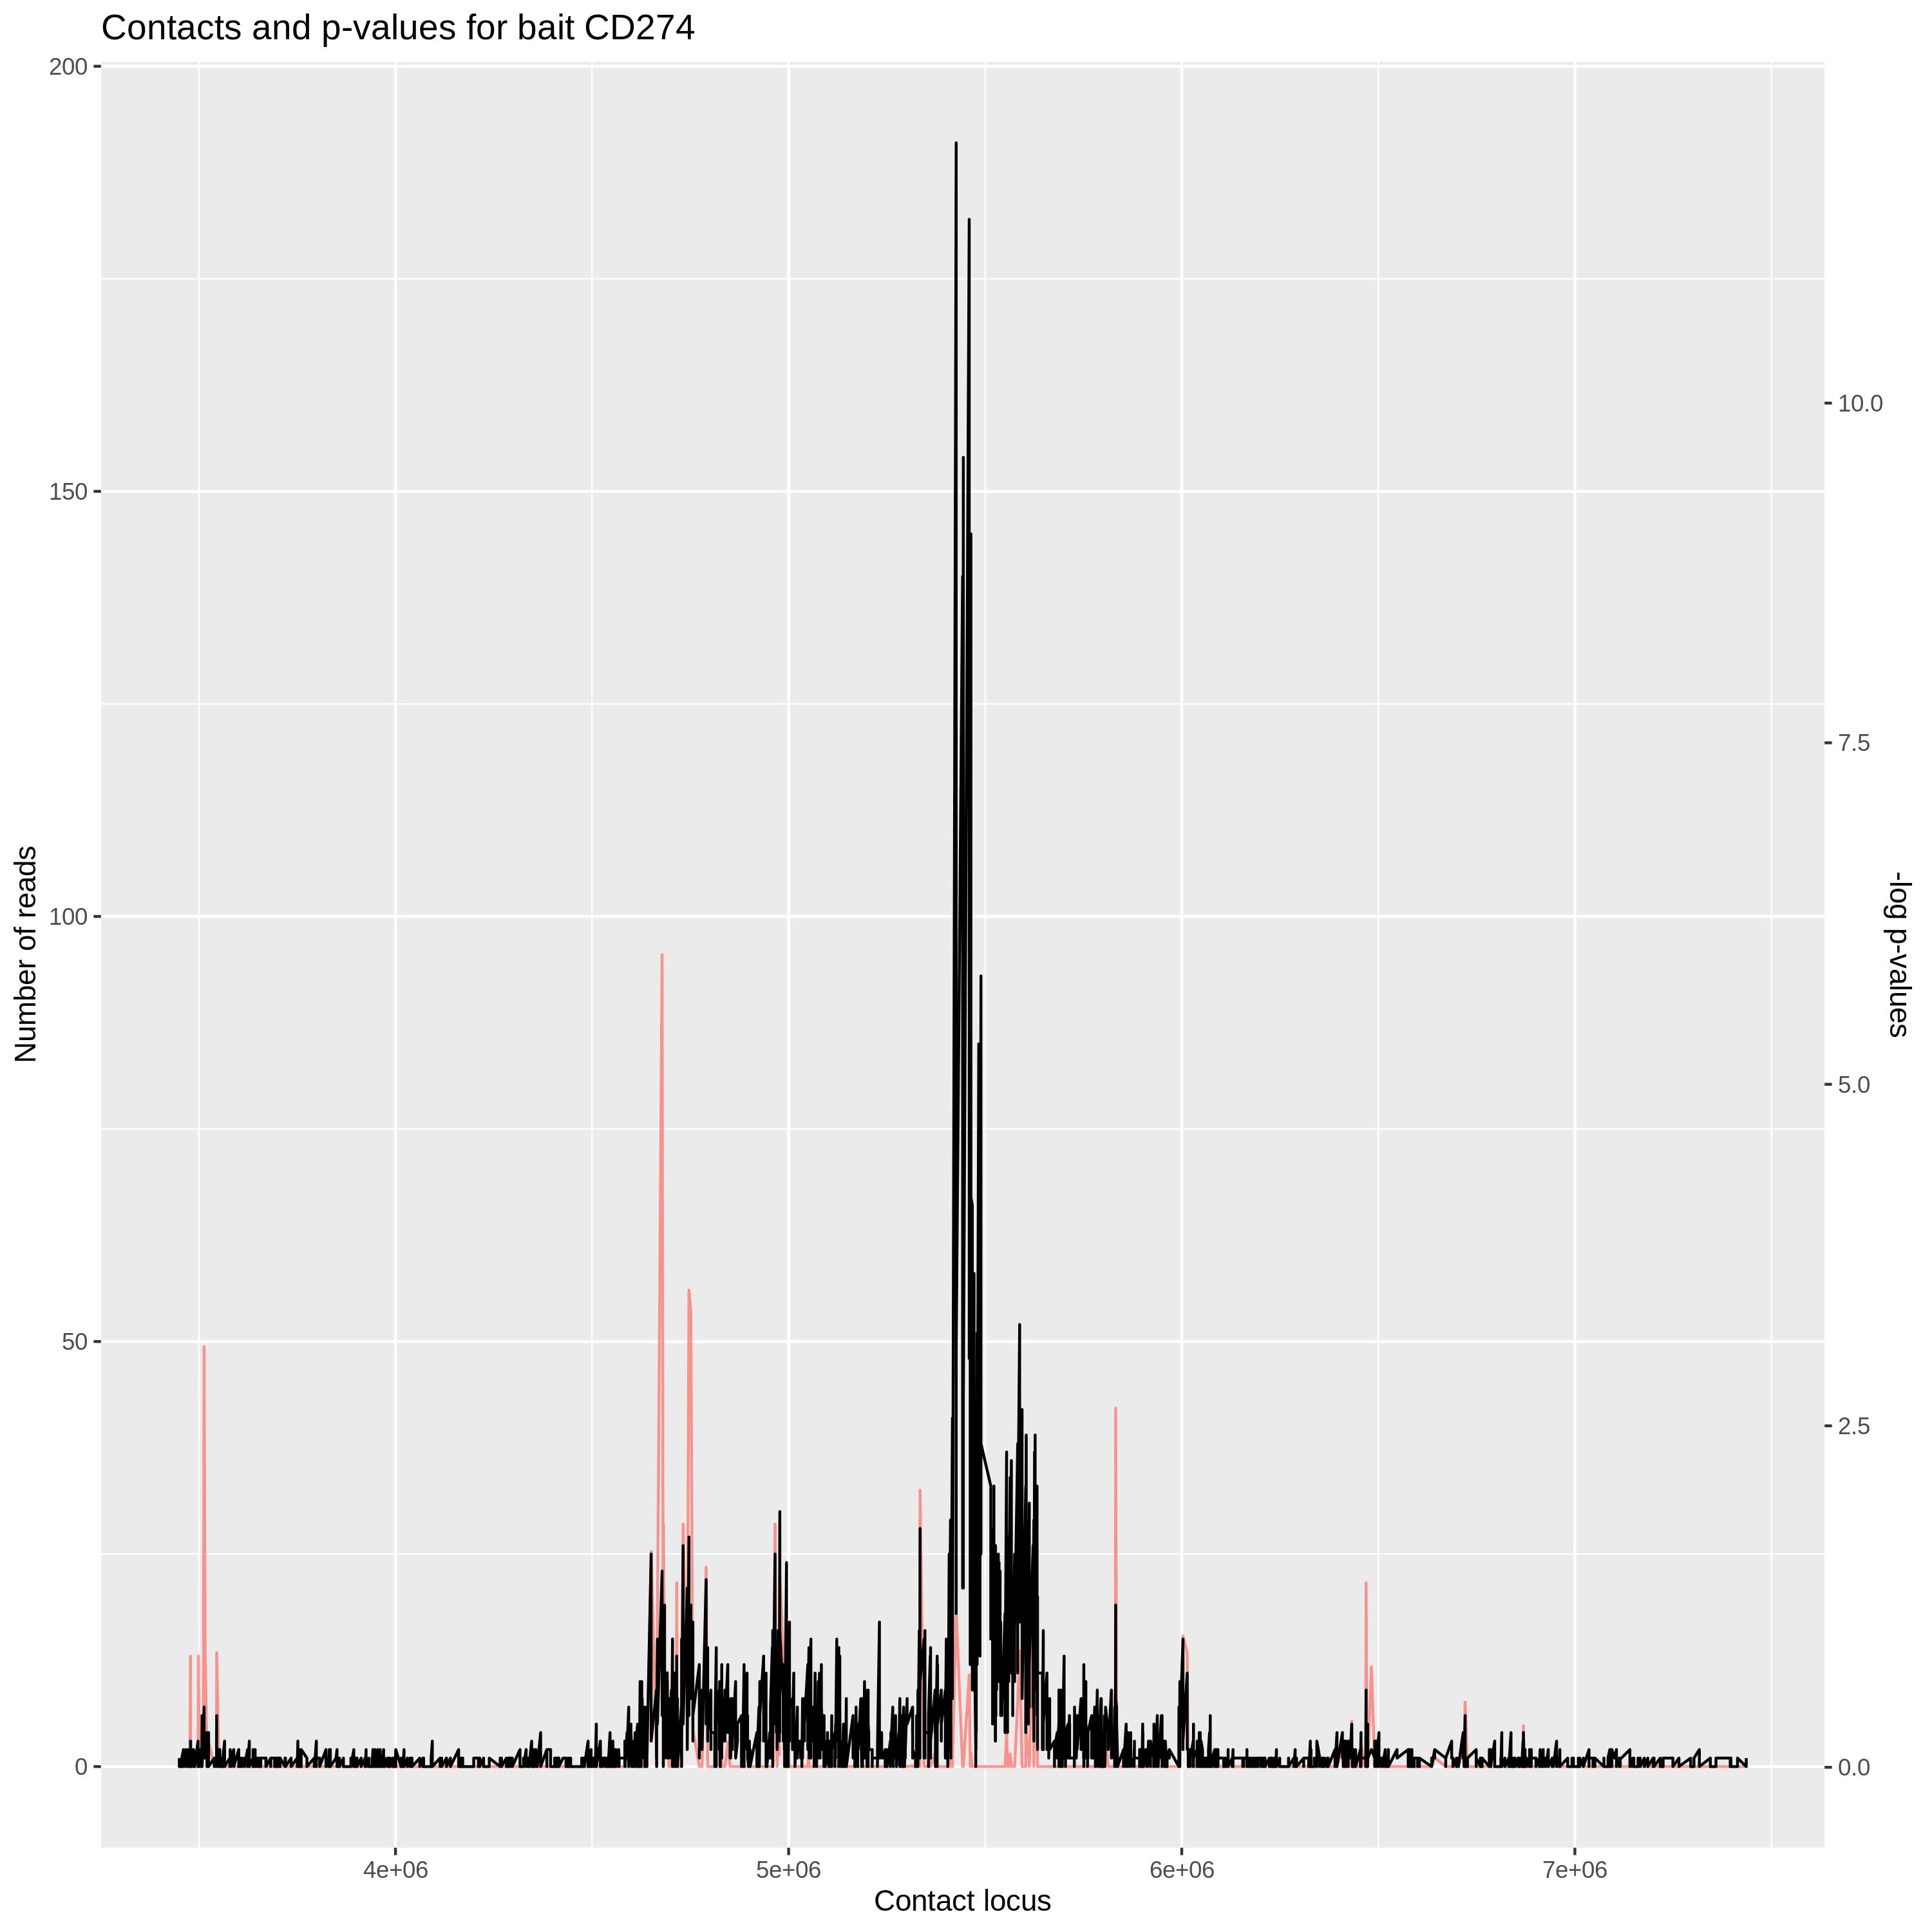 Contacts and p-values for bait CD274
200
150
100
50
0
Number of reads
10.0
7.5
5.0
2.5
0.0
-log p-values
4e+06
5e+06
6e+06
7e+06
Contact locus